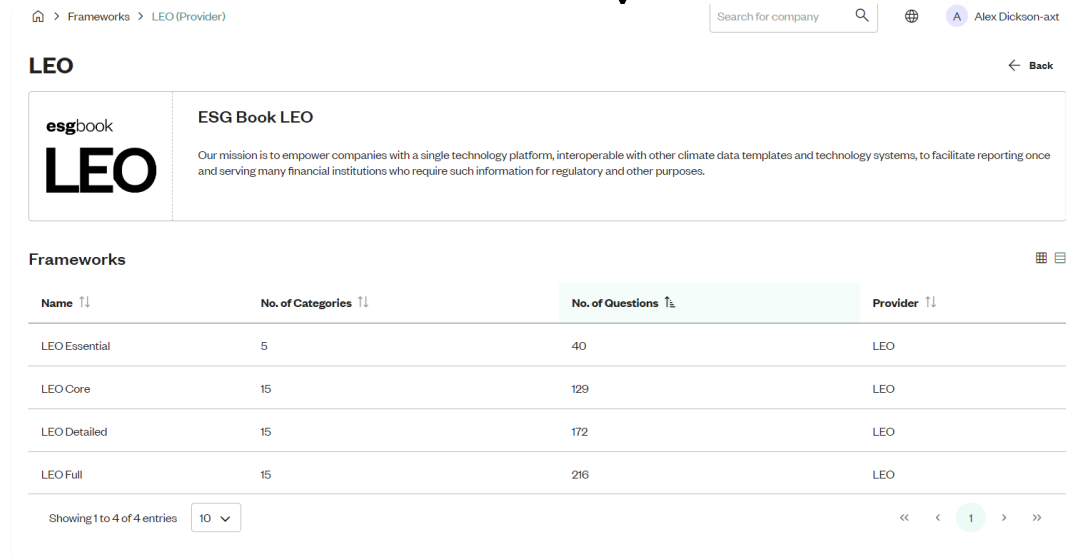 Frameworks > LEO (Provider)
Search for company
A Alex Dickson-axt
LEO
Back
esgbook
LEO
ESG Book LEO
Our mission is to empower companies with a single technology platform, interoperable with other climate data templates and technology systems, to facilitate reporting once
and serving many financial institutions who require such information for regulatory and other purposes.
Frameworks
Name No. of Categories No. of Questions Provider
LEO Essential 5 40 LEO
LEO Core 15 129 LEO
LEO Detailed 15 172 LEO
LEO Full 15 216 LEO
Showing 1 to 4 of 4 entries 10 « ‹ 1 › »